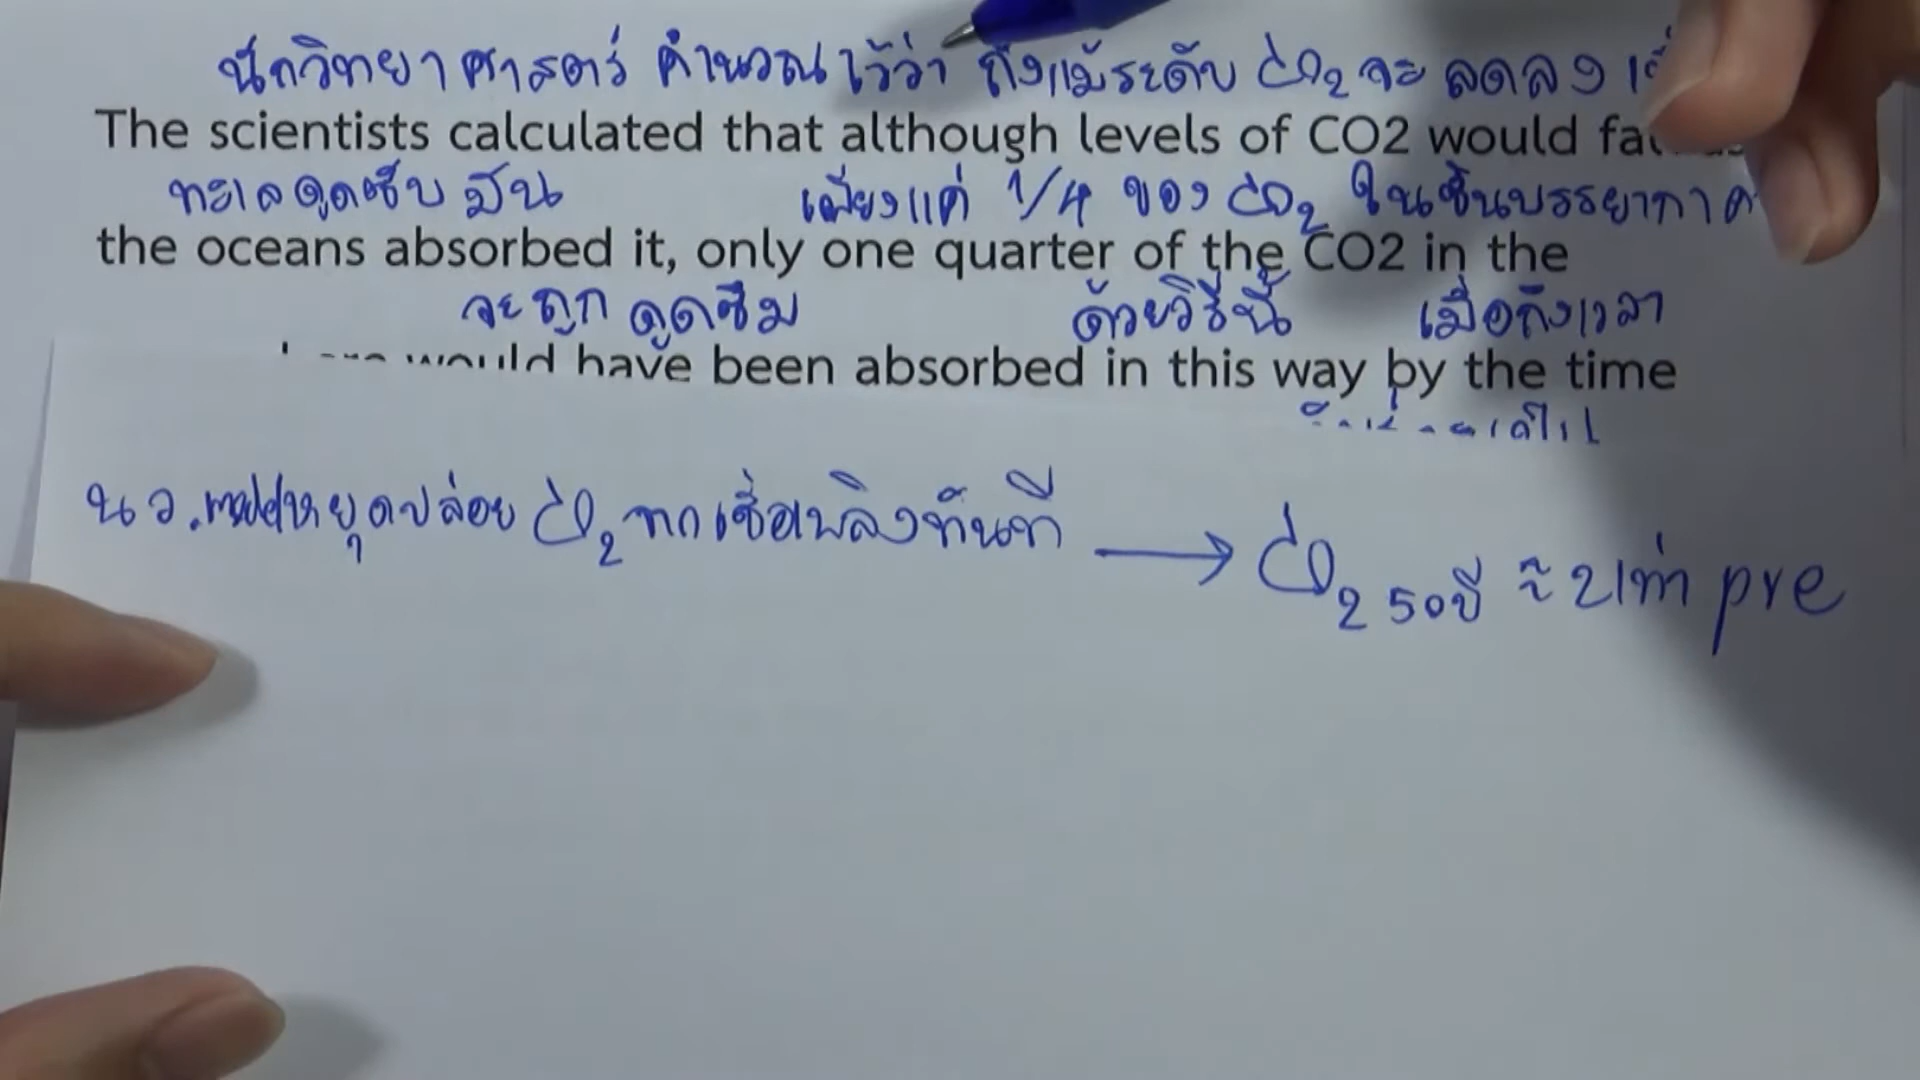 นักวิทยาศาสตร์ คำนวณ ไว้ว่า ถึงแม้ระดับ CO2 จะ ลดลง
The scientists calculated that although levels of CO2 would
ทะเล ดูดซับ มัน เพียงแค่ 1/4 ของ CO2 ในชั้นบรรยากาศ
the oceans absorbed it, only one quarter of the CO2 in the
จะ ถูก ดูดซึม ด้วยวิธีนี้ เมื่อถึงเวลา
would have been absorbed in this way by the time
นว.modelหยุดปล่อย CO2 จากเชื้อเพลิงทันที → CO2 50ปี ≈ 2เท่า pre